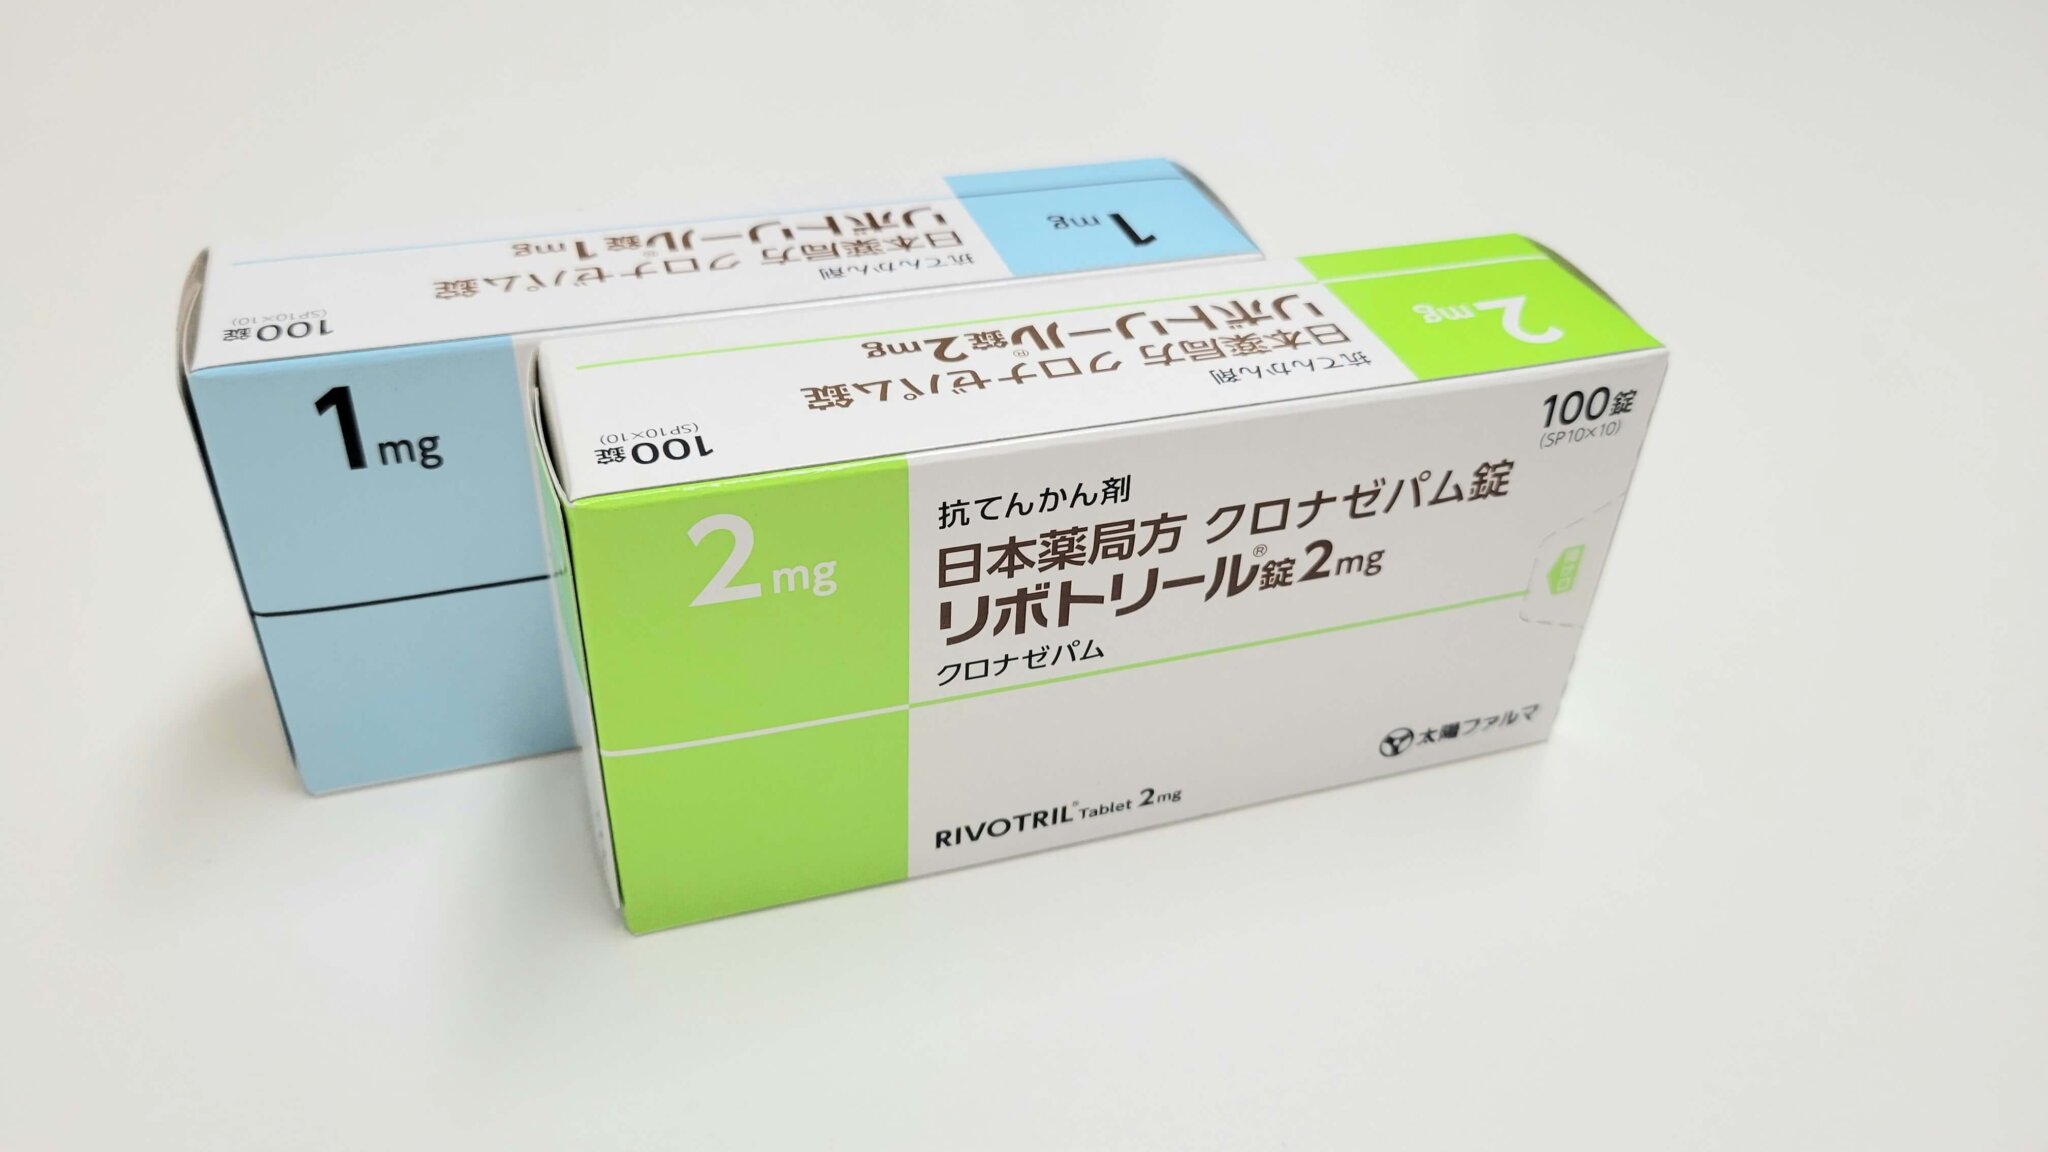 抗てんかん剤
日本薬局方 クロナゼパム錠
リボトリール®錠1mg
1mg
100錠
(SP10×10)
1mg
抗てんかん剤
日本薬局方 クロナゼパム錠
リボトリール®錠2mg
2mg
100錠
(SP10×10)
2mg
100錠
(SP10×10)
抗てんかん剤
日本薬局方 クロナゼパム錠
リボトリール®錠2mg
クロナゼパム
太陽ファルマ
RIVOTRIL® Tablet 2mg